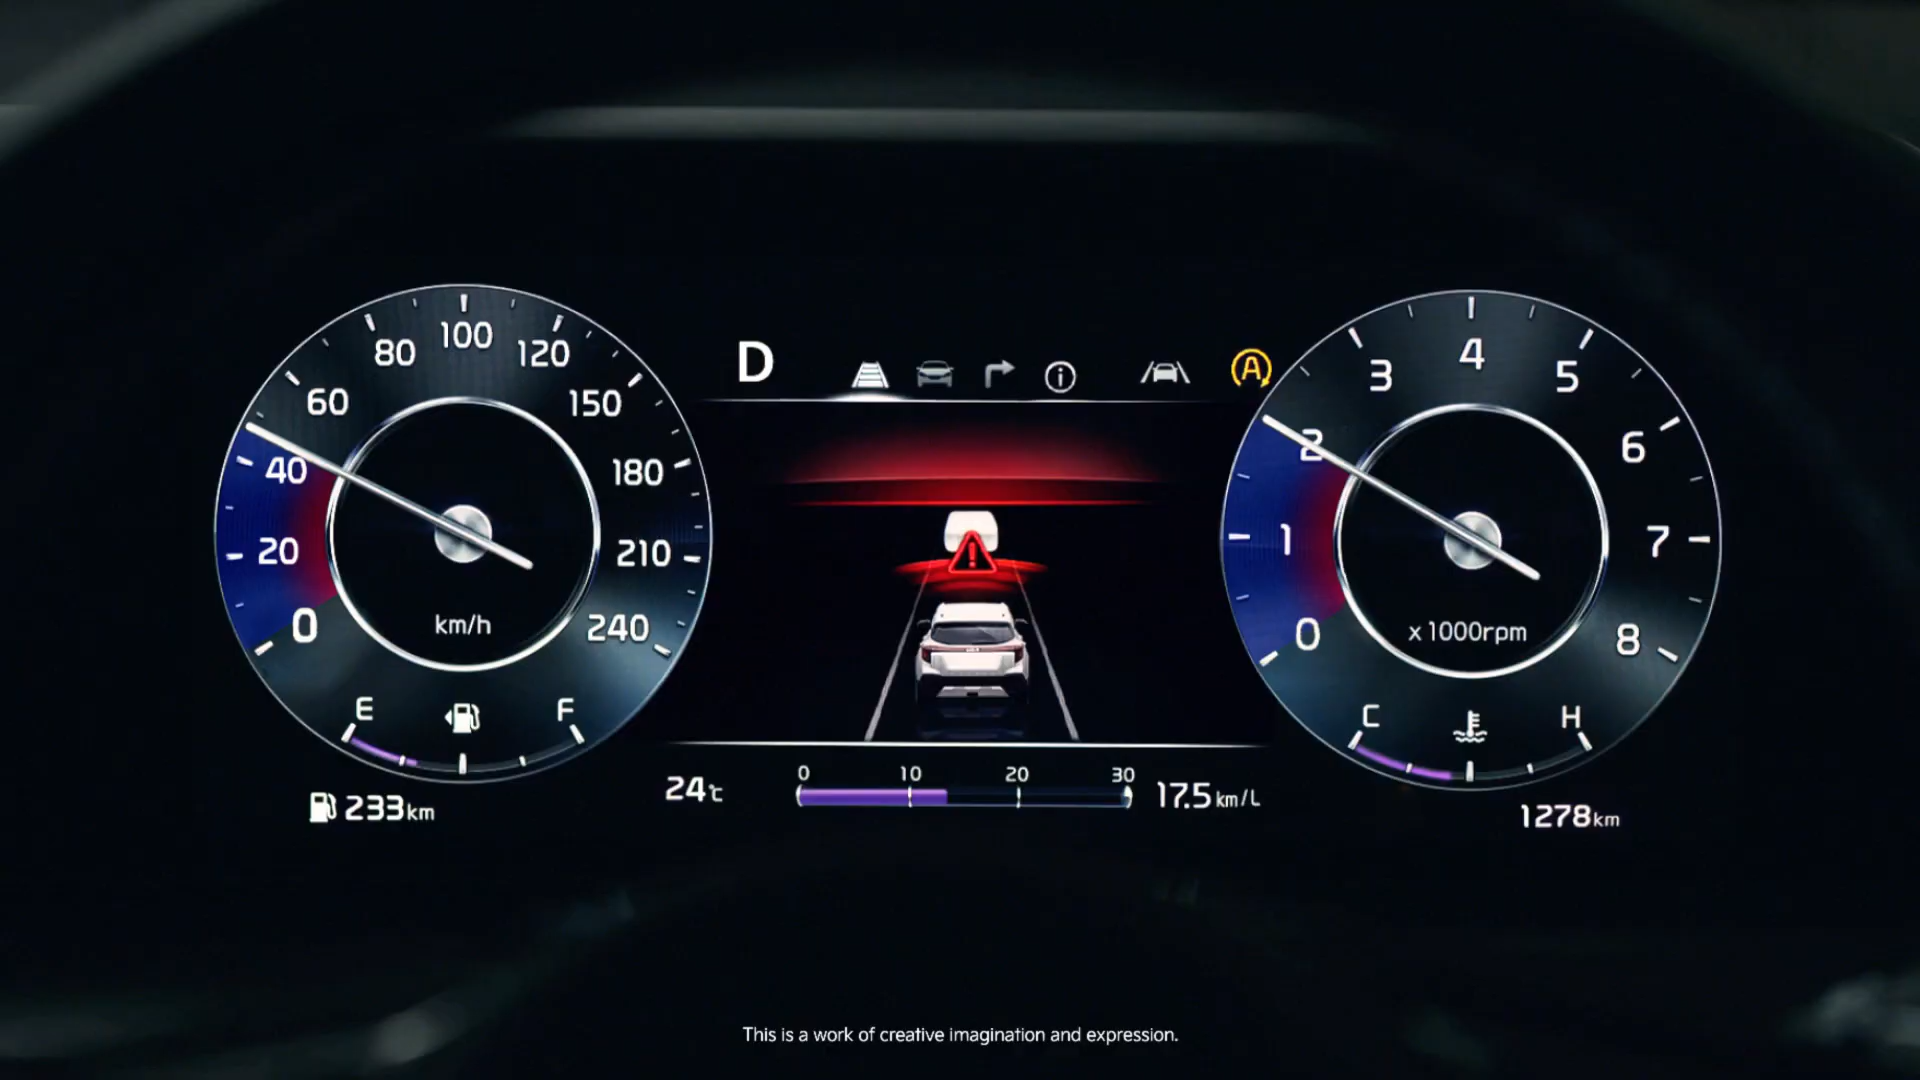 100
80
120
60
150
40
180
20
210
0
240
km/h
E
F
233km
D
A
24℃
0 10 20 30
17.5km/L
4
3
5
2
6
1
7
0
8
x1000rpm
C
H
1278km
This is a work of creative imagination and expression.